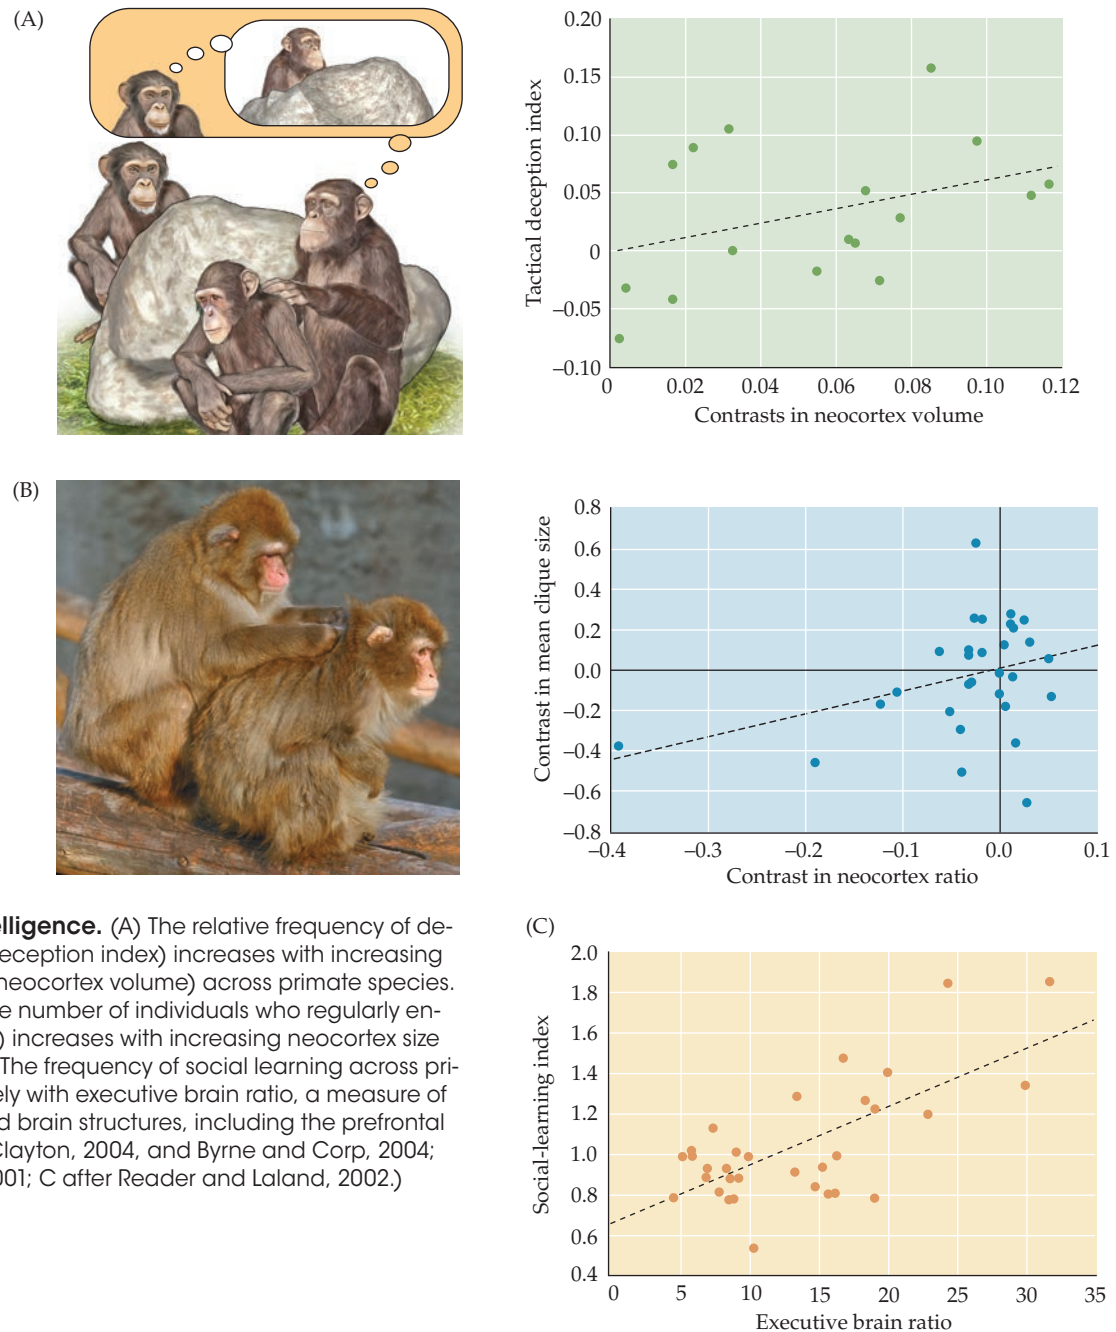 (A)
0.20
0.15
0.10
0.05
0
–0.05
–0.10
Tactical deception index
0 0.02 0.04 0.06 0.08 0.10 0.12
Contrasts in neocortex volume
(B)
0.8
0.6
0.4
0.2
0.0
–0.2
–0.4
–0.6
–0.8
Contrast in mean clique size
–0.4 –0.3 –0.2 –0.1 0.0 0.1
Contrast in neocortex ratio
elligence. (A) The relative frequency of de-
eception index) increases with increasing
neocortex volume) across primate species.
e number of individuals who regularly en-
) increases with increasing neocortex size
The frequency of social learning across pri-
ely with executive brain ratio, a measure of
d brain structures, including the prefrontal
Clayton, 2004, and Byrne and Corp, 2004;
001; C after Reader and Laland, 2002.)
(C)
2.0
1.8
1.6
1.4
1.2
1.0
0.8
0.6
0.4
Social-learning index
0 5 10 15 20 25 30 35
Executive brain ratio